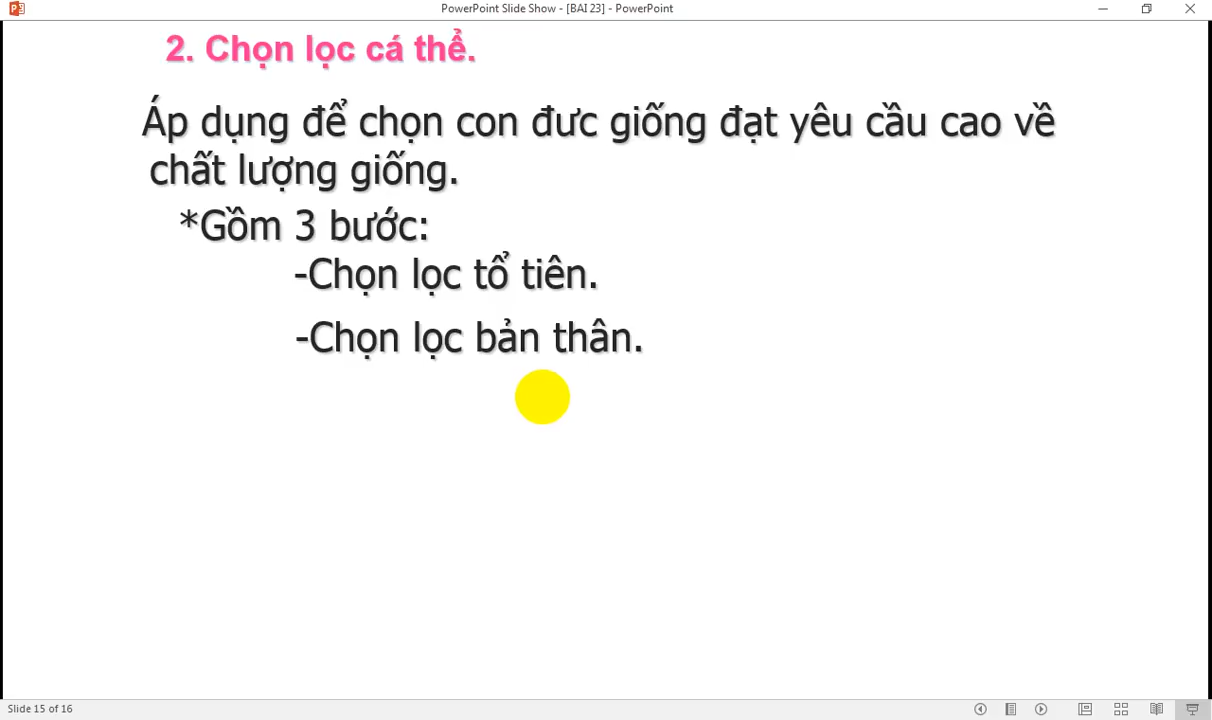 PowerPoint Slide Show - [BAI 23] - PowerPoint
2. Chọn lọc cá thể.
Áp dụng để chọn con đưc giống đạt yêu cầu cao về
chất lượng giống.
*Gồm 3 bước:
-Chọn lọc tổ tiên.
-Chọn lọc bản thân.
Slide 15 of 16